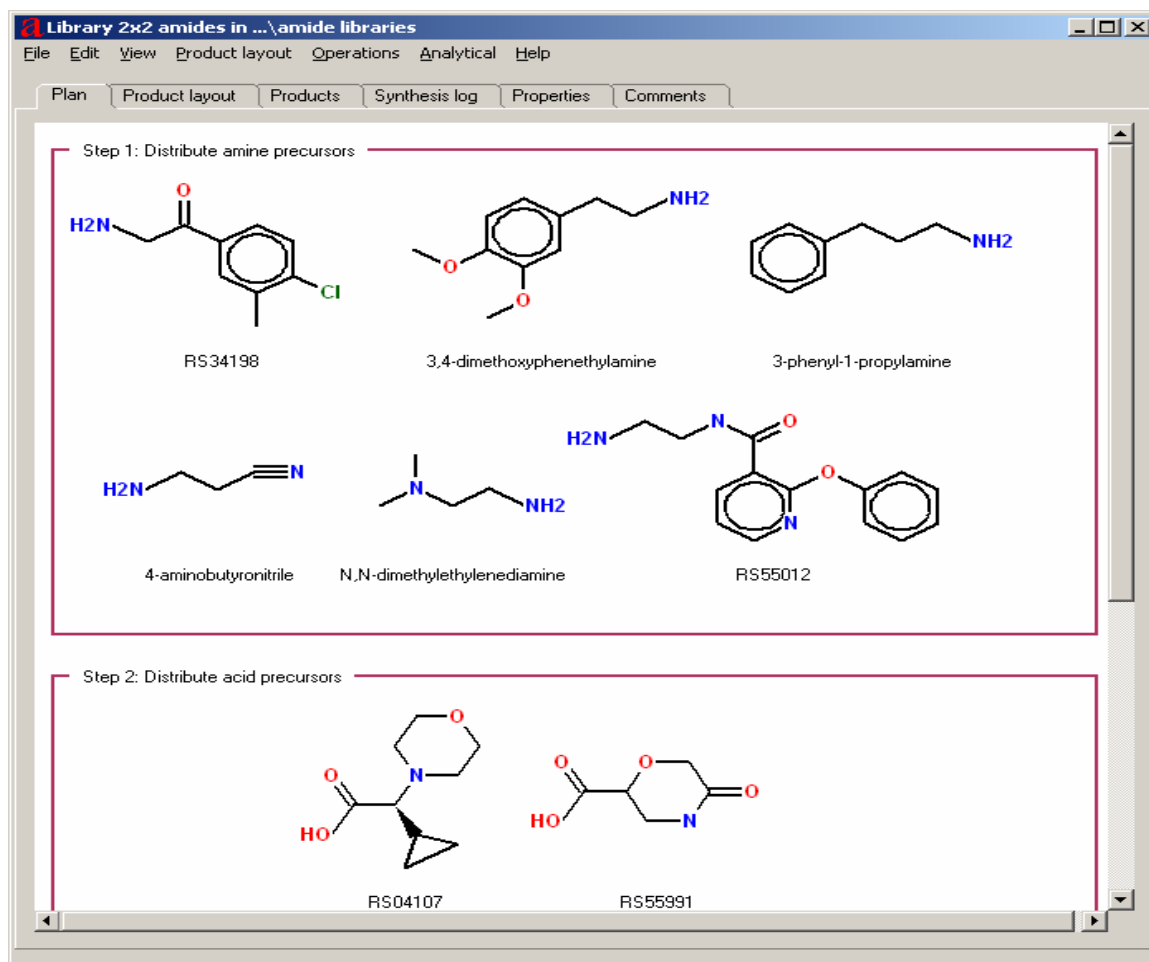 a Library 2x2 amides in ...\amide libraries
File Edit View Product layout Operations Analytical Help
Plan Product layout Products Synthesis log Properties Comments
Step 1: Distribute amine precursors
O
H2N
Cl
RS34198
NH2
O
O
3,4-dimethoxyphenethylamine
NH2
3-phenyl-1-propylamine
H2N N
4-aminobutyronitrile
N
NH2
N,N-dimethylethylenediamine
N O
H2N
O
N
RS55012
Step 2: Distribute acid precursors
O
N
O
HO
RS04107
O O
O
HO N
RS55991